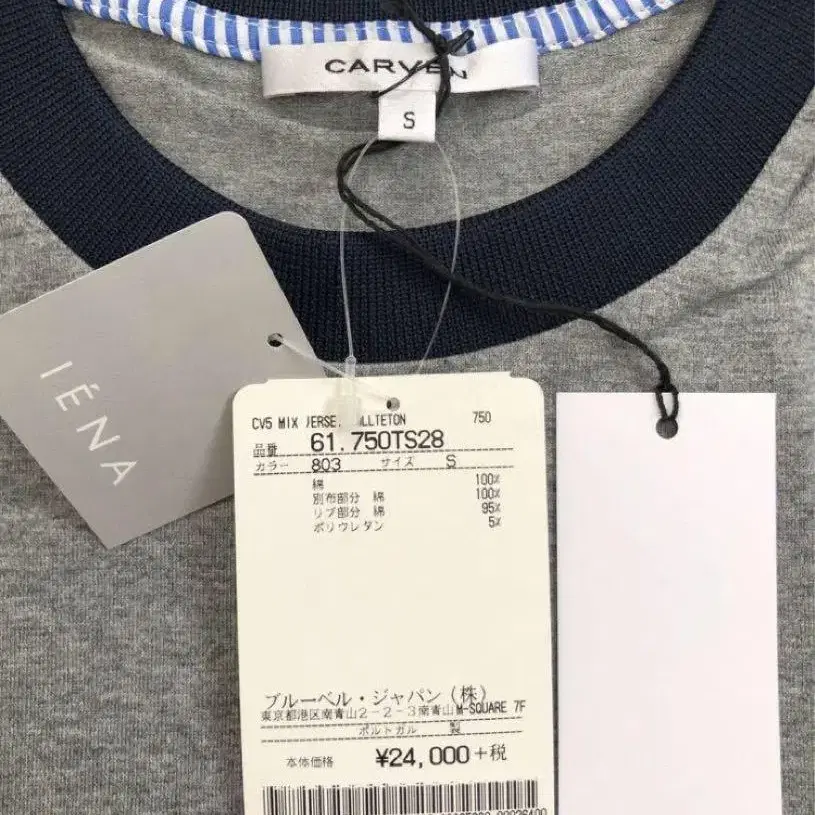 CARVEN
S
IÉNA
CV5 MIX JERSE. LLTETON 750
品番 61.750TS28
カラー 803 サイズ S
綿 100%
別布部分 綿 100%
リブ部分 綿 95%
ポリウレタン 5%
ブルーベル・ジャパン(株)
東京都港区南青山2-2-3南青山M-SQUARE 7F
ポルトガル 製
本体価格 ¥24,000+税